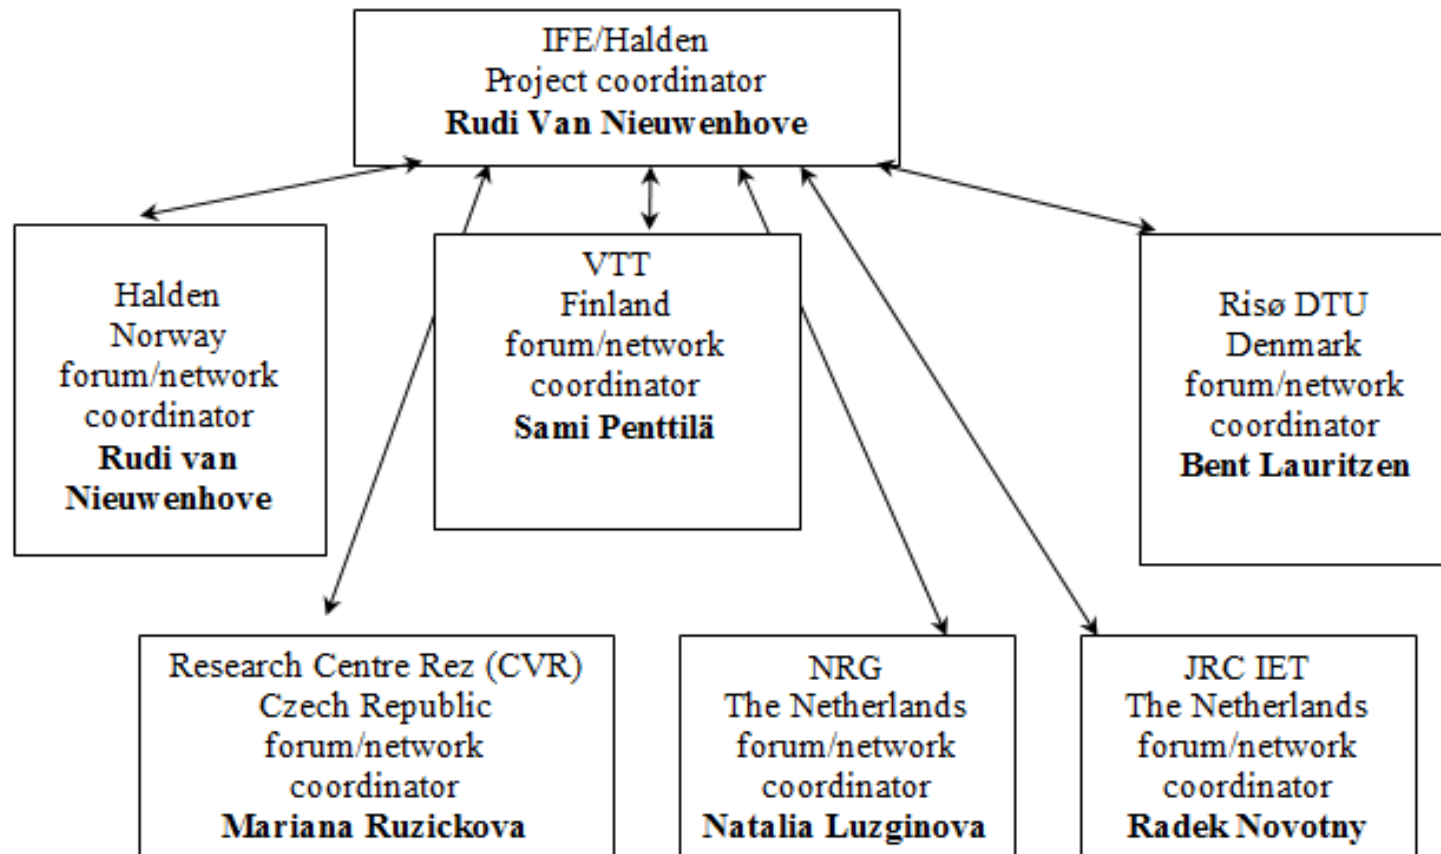 IFE/Halden
Project coordinator
Rudi Van Nieuwenhove
Halden
Norway
forum/network
coordinator
Rudi van
Nieuwenhove
VTT
Finland
forum/network
coordinator
Sami Penttilä
Risø DTU
Denmark
forum/network
coordinator
Bent Lauritzen
Research Centre Rez (CVR)
Czech Republic
forum/network
coordinator
Mariana Ruzickova
NRG
The Netherlands
forum/network
coordinator
Natalia Luzginova
JRC IET
The Netherlands
forum/network
coordinator
Radek Novotny